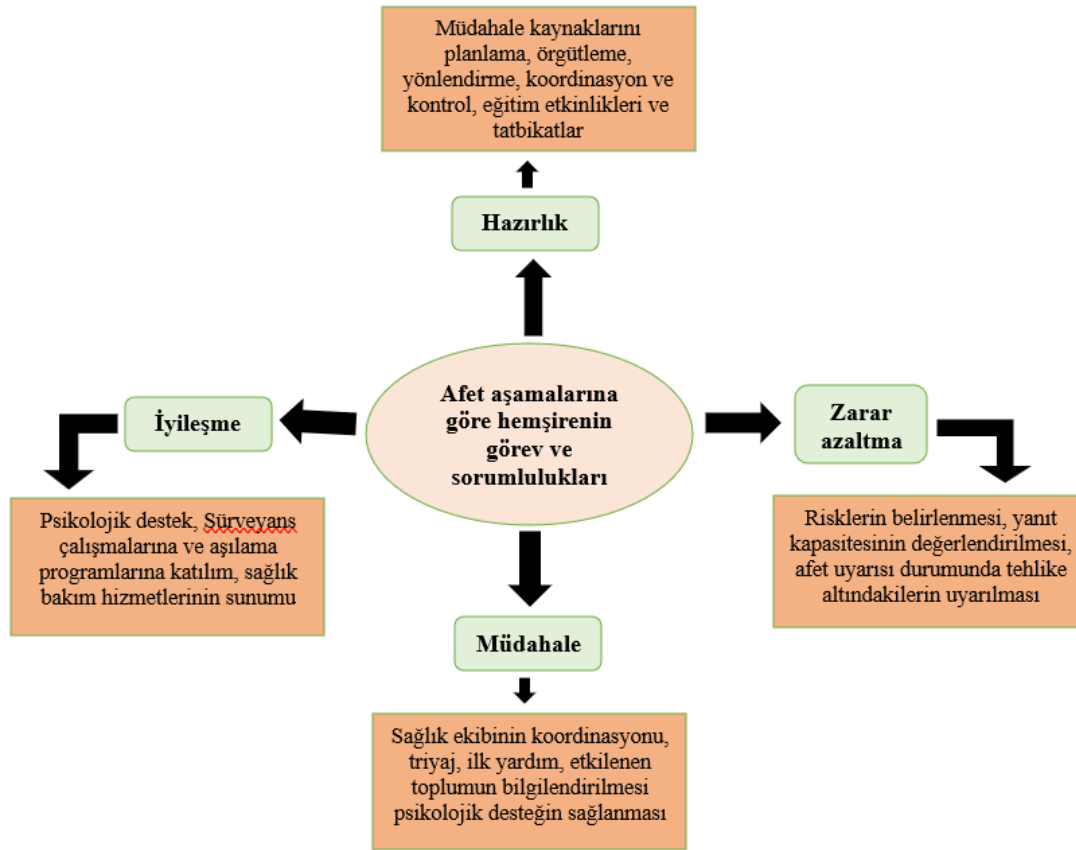 Müdahale kaynaklarını
planlama, örgütleme,
yönlendirme, koordinasyon ve
kontrol, eğitim etkinlikleri ve
tatbikatlar
Hazırlık
Afet aşamalarına
göre hemşirenin
görev ve
sorumlulukları
İyileşme
Zarar
azaltma
Psikolojik destek, Sürveyans
çalışmalarına ve aşılama
programlarına katılım, sağlık
bakım hizmetlerinin sunumu
Risklerin belirlenmesi, yanıt
kapasitesinin değerlendirilmesi,
afet uyarısı durumunda tehlike
altındakilerin uyarılması
Müdahale
Sağlık ekibinin koordinasyonu,
triyaj, ilk yardım, etkilenen
toplumun bilgilendirilmesi
psikolojik desteğin sağlanması